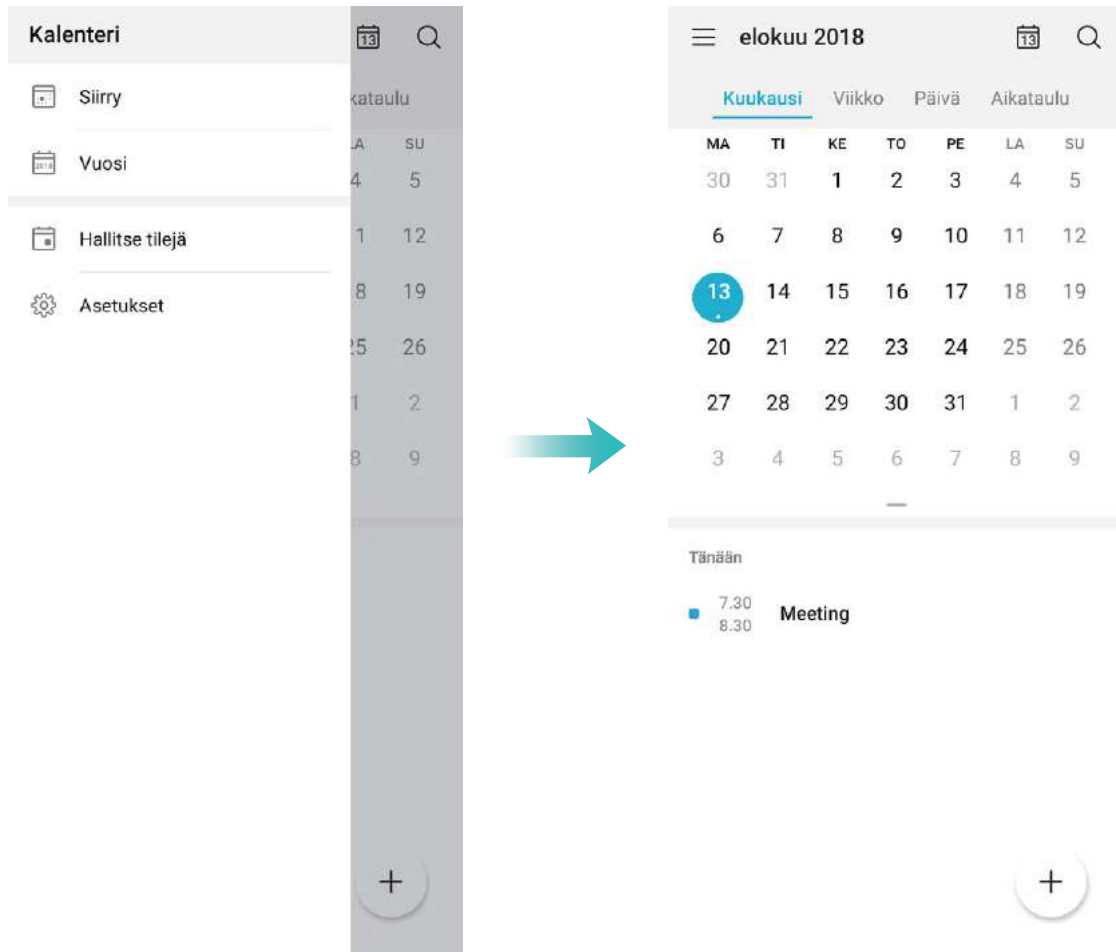 Kalenteri
13
Siirry
2018
Vuosi
Hallitse tilejä
Asetukset
kataulu
LA SU
4 5
1 12
8 19
25 26
1 2
8 9
+
elokuu 2018
13
Kuukausi Viikko Päivä Aikataulu
MA TI KE TO PE LA SU
30 31 1 2 3 4 5
6 7 8 9 10 11 12
13 14 15 16 17 18 19
20 21 22 23 24 25 26
27 28 29 30 31 1 2
3 4 5 6 7 8 9
Tänään
7.30
Meeting
8.30
+